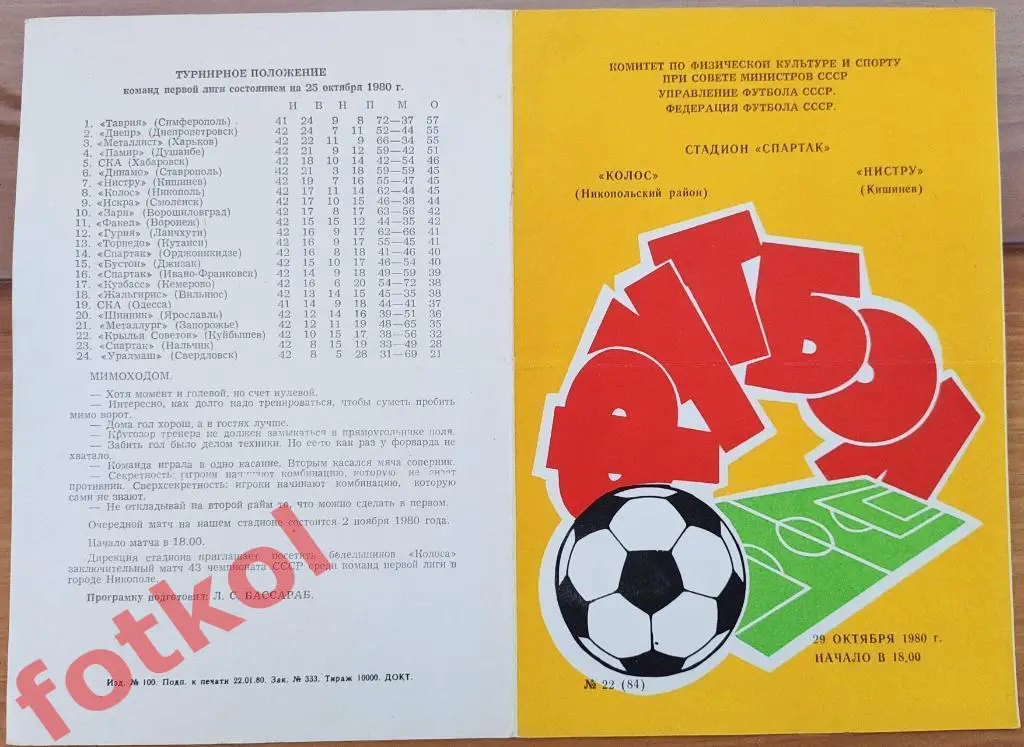 ТУРНИРНОЕ ПОЛОЖЕНИЕ
команд первой лиги состоянием на 25 октября 1980 г.
И В Н П М О
1. «Таврия» (Симферополь) 41 24 9 8 72—37 57
2. «Днепр» (Днепропетровск) 42 24 7 11 52—44 55
3. «Металлист» (Харьков) 42 22 11 9 66—34 55
4. «Памир» (Душанбе) 42 21 9 12 59—42 51
5. СКА (Хабаровск) 42 18 10 14 42—54 46
6. «Динамо» (Ставрополь) 42 21 3 18 59—59 45
7. «Нистру» (Кишинев) 42 19 7 16 55—47 45
8. «Колос» (Никополь) 42 17 11 14 62—44 45
9. «Искра» (Смоленск) 42 17 10 15 46—38 44
10. «Заря» (Ворошиловград) 42 17 8 17 63—56 42
11. «Факел» (Воронеж) 42 15 15 12 44—35 42
12. «Гурия» (Ланчхути) 42 16 9 17 62—66 41
13. «Торпедо» (Кутаиси) 42 16 9 17 55—45 41
14. «Спартак» (Орджоникидзе) 42 16 8 18 41—46 40
15. «Бустон» (Джизак) 42 15 10 17 46—54 40
16. «Спартак» (Ивано-Франковск) 42 14 9 18 49—59 39
17. «Кузбасс» (Кемерово) 42 16 6 20 54—72 38
18. «Жальгирис» (Вильнюс) 42 13 14 15 45—35 38
19. СКА (Одесса) 41 14 9 18 44—41 37
20. «Шинник» (Ярославль) 42 12 14 16 39—51 36
21. «Металлург» (Запорожье) 42 12 11 19 48—65 35
22. «Крылья Советов» (Куйбышев) 42 10 15 17 38—56 32
23. «Спартак» (Нальчик) 42 8 15 19 33—49 28
24. «Уралмаш» (Свердловск) 42 8 5 28 31—69 21
МИМОХОДОМ.
— Хотя момент и голевой, но счет нулевой.
— Интересно, как долго надо тренироваться, чтобы суметь пробить
мимо ворот.
— Дома гол хорош, а в гостях лучше.
— Кругозор тренера не должен замыкаться в прямоугольнике поля.
— Забить гол было делом техники. Но ее-то как раз у форварда не
хватало.
— Команда играла в одно касание. Вторым касался мяча соперник.
— Секретность: игроки начинают комбинацию, которую не знает
противник. Сверхсекретность: игроки начинают комбинацию, которую
сами не знают.
— Не откладывай на второй тайм то, что можно сделать в первом.
Очередной матч на нашем стадионе состоится 2 ноября 1980 года.
Начало матча в 18.00.
Дирекция стадиона приглашает посетить болельщиков «Колоса»
заключительный матч 43 чемпионата СССР среди команд первой лиги в
городе Никополе.
Програмку подготовил: Л. С. БАССАРАБ.
Изд. № 100. Подп. к печати 22.01.80. Зак. № 333. Тираж 10000. ДОКТ.
fotkol
КОМИТЕТ ПО ФИЗИЧЕСКОЙ КУЛЬТУРЕ И СПОРТУ
ПРИ СОВЕТЕ МИНИСТРОВ СССР
УПРАВЛЕНИЕ ФУТБОЛА СССР.
ФЕДЕРАЦИЯ ФУТБОЛА СССР.
СТАДИОН «СПАРТАК»
«КОЛОС» «НИСТРУ»
(Никопольский район) (Кишинев)
ФУТБОЛ
29 ОКТЯБРЯ 1980 г.
НАЧАЛО В 18.00
№ 22 (84)